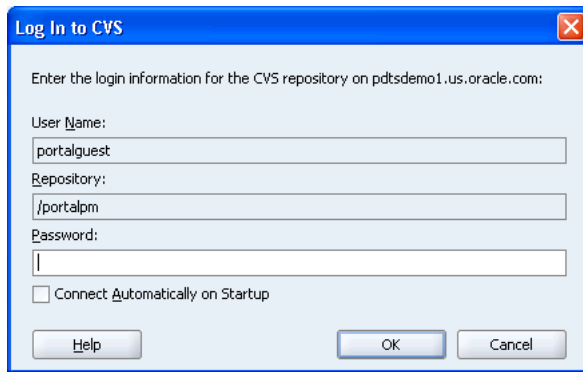 Log In to CVS
Enter the login information for the CVS repository on pdtsdemo1.us.oracle.com:
User Name:
portalguest
Repository:
/portalpm
Password:
Connect Automatically on Startup
Help OK Cancel